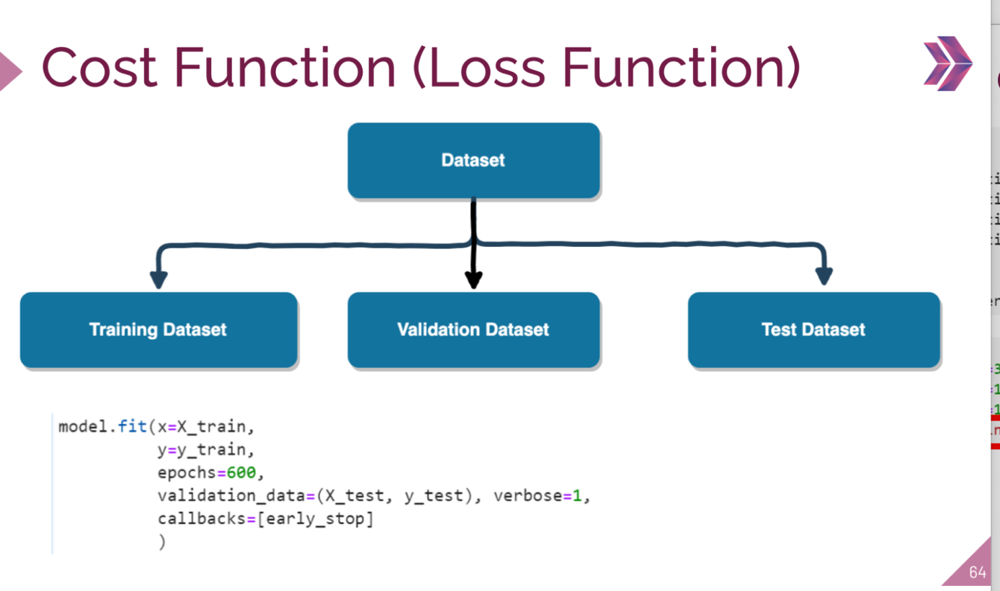 Cost Function (Loss Function)
Dataset
Training Dataset
Validation Dataset
Test Dataset
model.fit(x=X_train,
y=y_train,
epochs=600,
validation_data=(X_test, y_test), verbose=1,
callbacks=[early_stop]
)
64